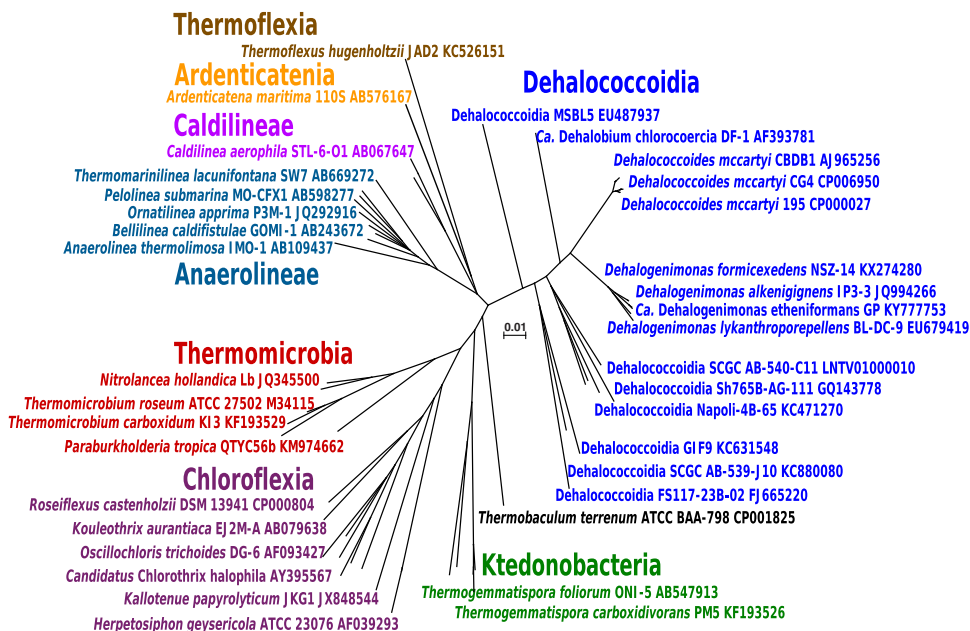 Thermoflexia
Thermoflexus hugenholtzii JAD2 KC526151
Ardenticatenia
Ardenticatena maritima 110S AB576167
Caldilineae
Caldilinea aerophila STL-6-O1 AB067647
Thermomarinilinea lacunifontana SW7 AB669272
Pelolinea submarina MO-CFX1 AB598277
Ornatilinea apprima P3M-1 JQ292916
Bellilinea caldifistulae GOMI-1 AB243672
Anaerolinea thermolimosa IMO-1 AB109437
Anaerolineae
Dehalococcoidia
Dehalococcoidia MSBL5 EU487937
Ca. Dehalobium chlorocoercia DF-1 AF393781
Dehalococcoides mccartyi CBDB1 AJ965256
Dehalococcoides mccartyi CG4 CP006950
Dehalococcoides mccartyi 195 CP000027
Dehalogenimonas formicexedens NSZ-14 KX274280
Dehalogenimonas alkenigignens IP3-3 JQ994266
Ca. Dehalogenimonas etheniformans GP KY777753
Dehalogenimonas lykanthroporepellens BL-DC-9 EU679419
0.01
Dehalococcoidia SCGC AB-540-C11 LNTV01000010
Dehalococcoidia Sh765B-AG-111 GQ143778
Dehalococcoidia Napoli-4B-65 KC471270
Dehalococcoidia GIF9 KC631548
Dehalococcoidia SCGC AB-539-J10 KC880080
Dehalococcoidia FS117-23B-02 FJ665220
Thermobaculum terrenum ATCC BAA-798 CP001825
Thermomicrobia
Nitrolancea hollandica Lb JQ345500
Thermomicrobium roseum ATCC 27502 M34115
Thermomicrobium carboxidum KI3 KF193529
Paraburkholderia tropica QTYC56b KM974662
Chloroflexia
Roseiflexus castenholzii DSM 13941 CP000804
Kouleothrix aurantiaca EJ2M-A AB079638
Oscillochloris trichoides DG-6 AF093427
Candidatus Chlorothrix halophila AY395567
Kallotenue papyrolyticum JKG1 JX848544
Herpetosiphon geysericola ATCC 23076 AF039293
Ktedonobacteria
Thermogemmatispora foliorum ONI-5 AB547913
Thermogemmatispora carboxidivorans PM5 KF193526